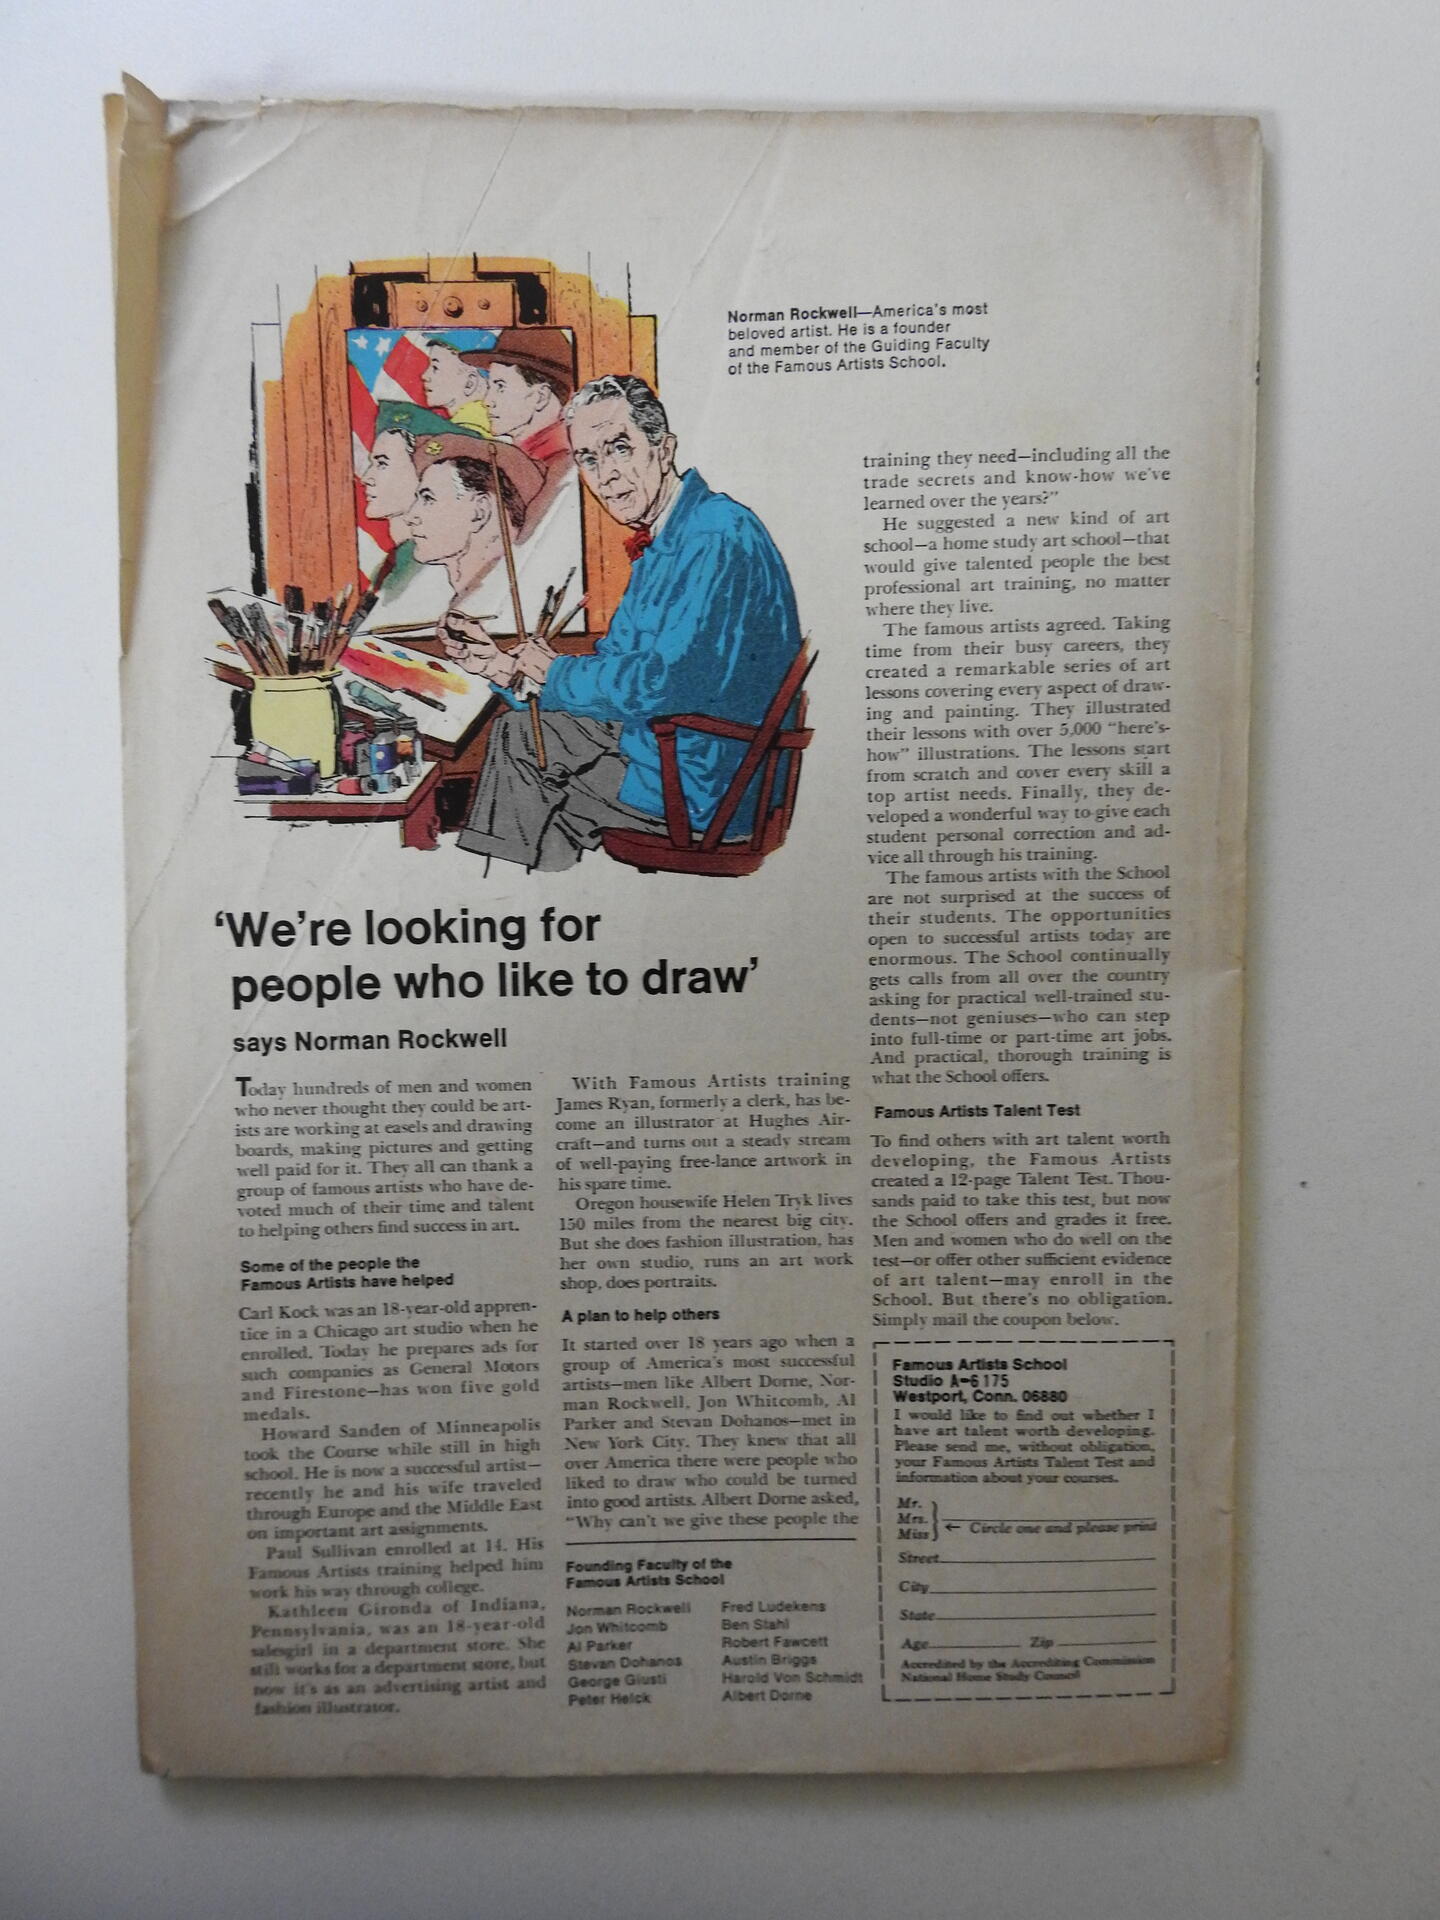 Norman Rockwell—America's most
beloved artist. He is a founder
and member of the Guiding Faculty
of the Famous Artists School.
'We're looking for
people who like to draw'
says Norman Rockwell
Today hundreds of men and women
who never thought they could be art-
ists are working at easels and drawing
boards, making pictures and getting
well paid for it. They all can thank a
group of famous artists who have de-
voted much of their time and talent
to helping others find success in art.
Some of the people the
Famous Artists have helped
Carl Kock was an 18-year-old appren-
tice in a Chicago art studio when he
enrolled. Today he prepares ads for
such companies as General Motors
and Firestone—has won five gold
medals.
Howard Sanden of Minneapolis
took the Course while still in high
school. He is now a successful artist—
recently he and his wife traveled
through Europe and the Middle East
on important art assignments.
Paul Sullivan enrolled at 14. His
Famous Artists training helped him
work his way through college.
Kathleen Gironda of Indiana,
Pennsylvania, was an 18-year-old
salesgirl in a department store. She
still works for a department store, but
now it's as an advertising artist and
fashion illustrator.
With Famous Artists training
James Ryan, formerly a clerk, has be-
come an illustrator at Hughes Air-
craft—and turns out a steady stream
of well-paying free-lance artwork in
his spare time.
Oregon housewife Helen Tryk lives
150 miles from the nearest big city.
But she does fashion illustration, has
her own studio, runs an art work
shop, does portraits.
A plan to help others
It started over 18 years ago when a
group of America's most successful
artists—men like Albert Dorne, Nor-
man Rockwell, Jon Whitcomb, Al
Parker and Stevan Dohanos—met in
New York City. They knew that all
over America there were people who
liked to draw who could be turned
into good artists. Albert Dorne asked,
"Why can't we give these people the
Founding Faculty of the
Famous Artists School
Norman Rockwell
Jon Whitcomb
Al Parker
Stevan Dohanos
George Giusti
Peter Helck
Fred Ludekens
Ben Stahl
Robert Fawcett
Austin Briggs
Harold Von Schmidt
Albert Dorne
training they need—including all the
trade secrets and know-how we've
learned over the years?"
He suggested a new kind of art
school—a home study art school—that
would give talented people the best
professional art training, no matter
where they live.
The famous artists agreed. Taking
time from their busy careers, they
created a remarkable series of art
lessons covering every aspect of draw-
ing and painting. They illustrated
their lessons with over 5,000 "here's-
how" illustrations. The lessons start
from scratch and cover every skill a
top artist needs. Finally, they de-
veloped a wonderful way to give each
student personal correction and ad-
vice all through his training.
The famous artists with the School
are not surprised at the success of
their students. The opportunities
open to successful artists today are
enormous. The School continually
gets calls from all over the country
asking for practical well-trained stu-
dents—not geniuses—who can step
into full-time or part-time art jobs.
And practical, thorough training is
what the School offers.
Famous Artists Talent Test
To find others with art talent worth
developing, the Famous Artists
created a 12-page Talent Test. Thou-
sands paid to take this test, but now
the School offers and grades it free.
Men and women who do well on the
test—or offer other sufficient evidence
of art talent—may enroll in the
School. But there's no obligation.
Simply mail the coupon below.
Famous Artists School
Studio A-6175
Westport, Conn. 06880
I would like to find out whether I
have art talent worth developing.
Please send me, without obligation,
your Famous Artists Talent Test and
information about your courses.
Mr.
Mrs.
Miss
← Circle one and please print
Street
City
State
Age Zip
Accredited by the Accrediting Commission
National Home Study Council